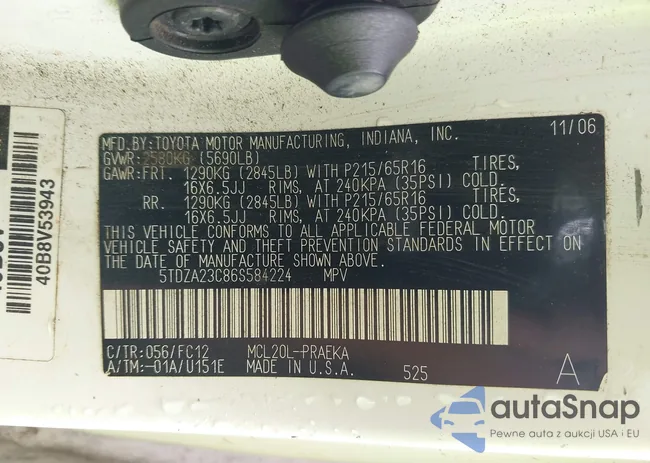 MFD.BY:TOYOTA MOTOR MANUFACTURING, INDIANA, INC. 11/06
GVWR:2580KG (5690LB)
GAWR:FRT. 1290KG (2845LB) WITH P215/65R16 TIRES,
16X6.5JJ RIMS, AT 240KPA (35PSI) COLD.
RR. 1290KG (2845LB) WITH P215/65R16 TIRES,
16X6.5JJ RIMS, AT 240KPA (35PSI) COLD.
THIS VEHICLE CONFORMS TO ALL APPLICABLE FEDERAL MOTOR
VEHICLE SAFETY AND THEFT PREVENTION STANDARDS IN EFFECT ON
THE DATE OF MANUFACTURE SHOWN ABOVE.
5TDZA23C86S584224 MPV
C/TR:056/FC12 MCL20L-PRAEKA
A/TM:-01A/U151E MADE IN U.S.A. 525 A
40B8V53943
autaSnap
Pewne auta z aukcji USA i EU